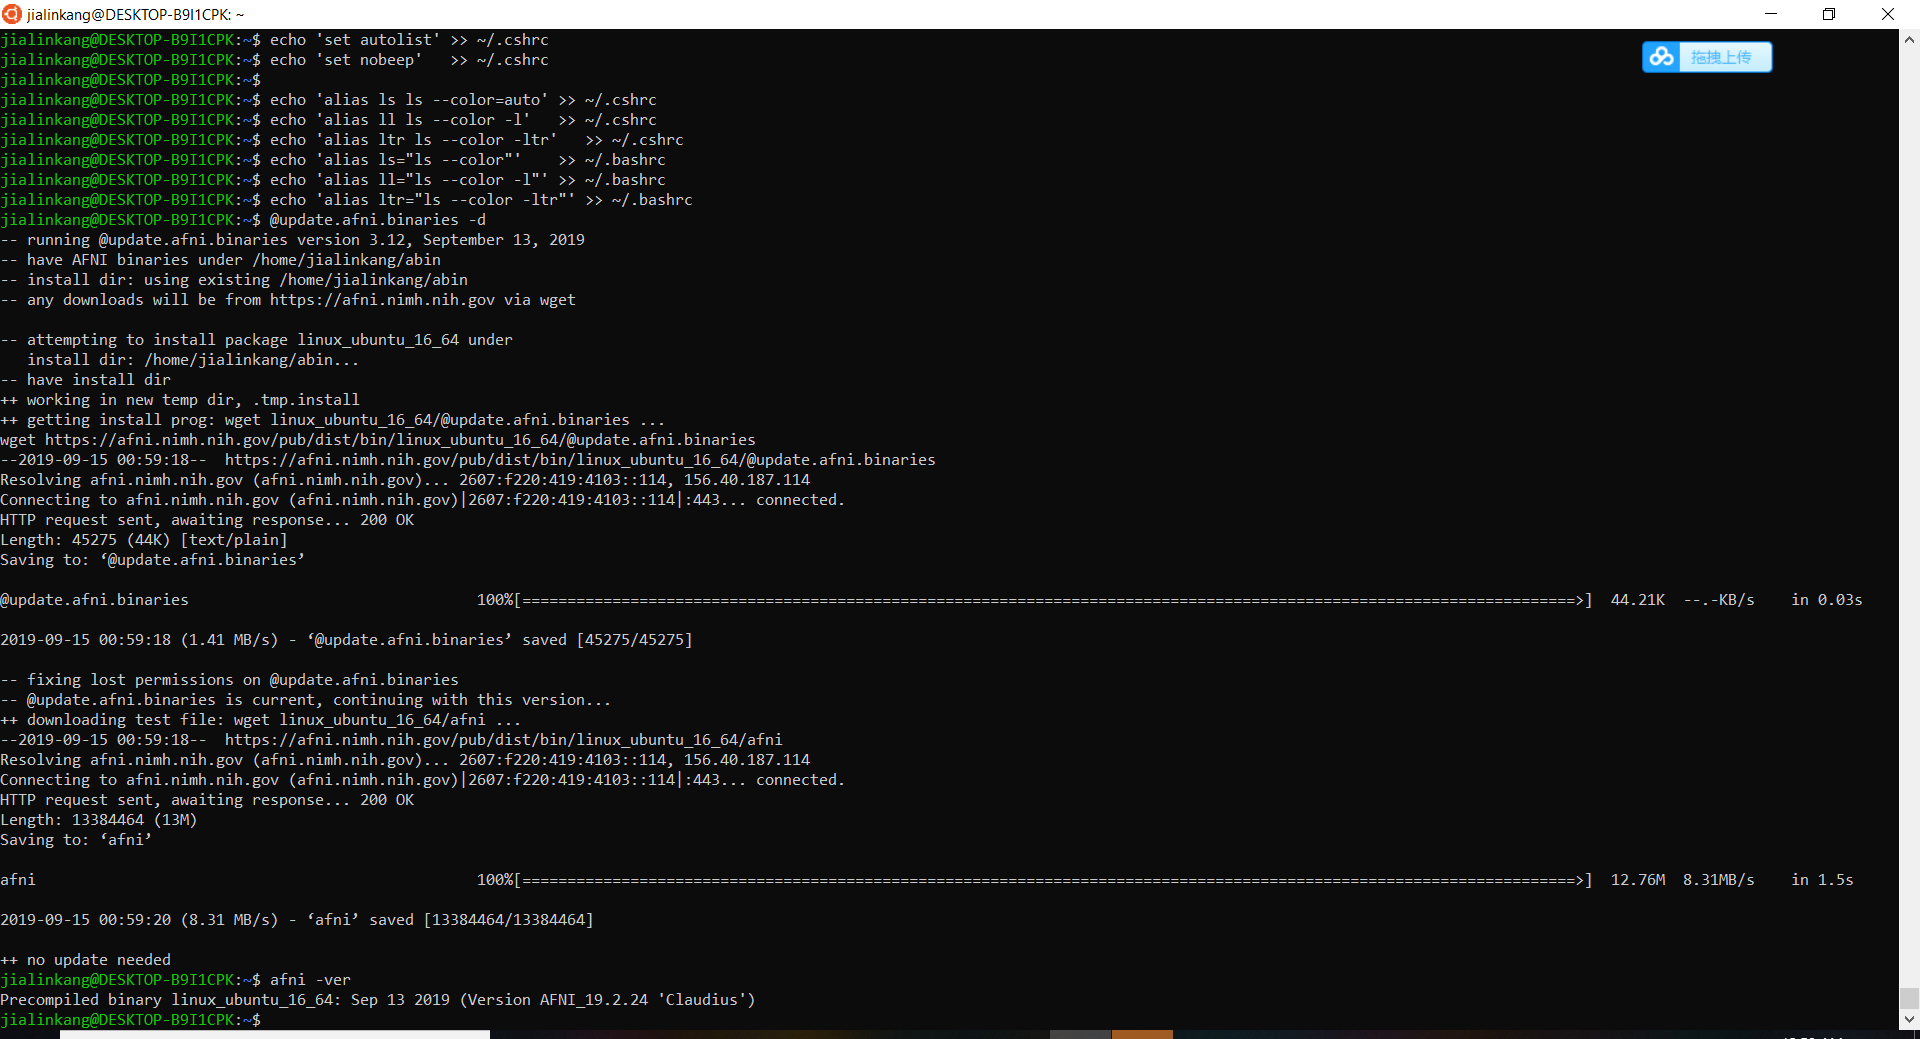 jialinkang@DESKTOP-B9I1CPK: ~
jialinkang@DESKTOP-B9I1CPK:~$ echo 'set autolist' >> ~/.cshrc
jialinkang@DESKTOP-B9I1CPK:~$ echo 'set nobeep'   >> ~/.cshrc
拖拽上传
jialinkang@DESKTOP-B9I1CPK:~$
jialinkang@DESKTOP-B9I1CPK:~$ echo 'alias ls ls --color=auto' >> ~/.cshrc
jialinkang@DESKTOP-B9I1CPK:~$ echo 'alias ll ls --color -l'   >> ~/.cshrc
jialinkang@DESKTOP-B9I1CPK:~$ echo 'alias ltr ls --color -ltr'   >> ~/.cshrc
jialinkang@DESKTOP-B9I1CPK:~$ echo 'alias ls="ls --color"'    >> ~/.bashrc
jialinkang@DESKTOP-B9I1CPK:~$ echo 'alias ll="ls --color -l"' >> ~/.bashrc
jialinkang@DESKTOP-B9I1CPK:~$ echo 'alias ltr="ls --color -ltr"' >> ~/.bashrc
jialinkang@DESKTOP-B9I1CPK:~$ @update.afni.binaries -d
-- running @update.afni.binaries version 3.12, September 13, 2019
-- have AFNI binaries under /home/jialinkang/abin
-- install dir: using existing /home/jialinkang/abin
-- any downloads will be from https://afni.nimh.nih.gov via wget
-- attempting to install package linux_ubuntu_16_64 under
   install dir: /home/jialinkang/abin...
-- have install dir
++ working in new temp dir, .tmp.install
++ getting install prog: wget linux_ubuntu_16_64/@update.afni.binaries ...
wget https://afni.nimh.nih.gov/pub/dist/bin/linux_ubuntu_16_64/@update.afni.binaries
--2019-09-15 00:59:18--  https://afni.nimh.nih.gov/pub/dist/bin/linux_ubuntu_16_64/@update.afni.binaries
Resolving afni.nimh.nih.gov (afni.nimh.nih.gov)... 2607:f220:419:4103::114, 156.40.187.114
Connecting to afni.nimh.nih.gov (afni.nimh.nih.gov)|2607:f220:419:4103::114|:443... connected.
HTTP request sent, awaiting response... 200 OK
Length: 45275 (44K) [text/plain]
Saving to: ‘@update.afni.binaries’
@update.afni.binaries 100%[=====================================================================================================================>] 44.21K --.-KB/s in 0.03s
2019-09-15 00:59:18 (1.41 MB/s) - ‘@update.afni.binaries’ saved [45275/45275]
-- fixing lost permissions on @update.afni.binaries
-- @update.afni.binaries is current, continuing with this version...
++ downloading test file: wget linux_ubuntu_16_64/afni ...
--2019-09-15 00:59:18--  https://afni.nimh.nih.gov/pub/dist/bin/linux_ubuntu_16_64/afni
Resolving afni.nimh.nih.gov (afni.nimh.nih.gov)... 2607:f220:419:4103::114, 156.40.187.114
Connecting to afni.nimh.nih.gov (afni.nimh.nih.gov)|2607:f220:419:4103::114|:443... connected.
HTTP request sent, awaiting response... 200 OK
Length: 13384464 (13M)
Saving to: ‘afni’
afni 100%[=====================================================================================================================>] 12.76M 8.31MB/s in 1.5s
2019-09-15 00:59:20 (8.31 MB/s) - ‘afni’ saved [13384464/13384464]
++ no update needed
jialinkang@DESKTOP-B9I1CPK:~$ afni -ver
Precompiled binary linux_ubuntu_16_64: Sep 13 2019 (Version AFNI_19.2.24 'Claudius')
jialinkang@DESKTOP-B9I1CPK:~$